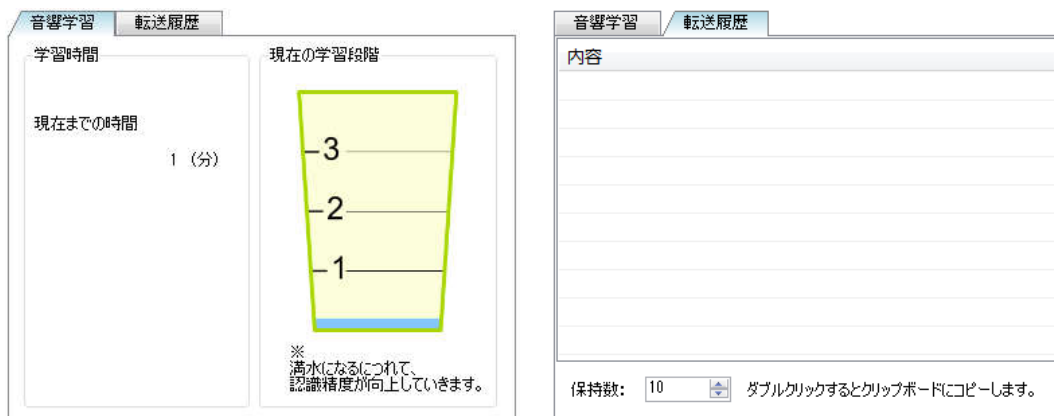 音響学習 転送履歴
学習時間
現在までの時間
1 (分)
現在の学習段階
3
2
1
※
満水になるにつれて、
認識精度が向上していきます。
音響学習 転送履歴
内容
保持数: 10 ダブルクリックするとクリップボードにコピーします。